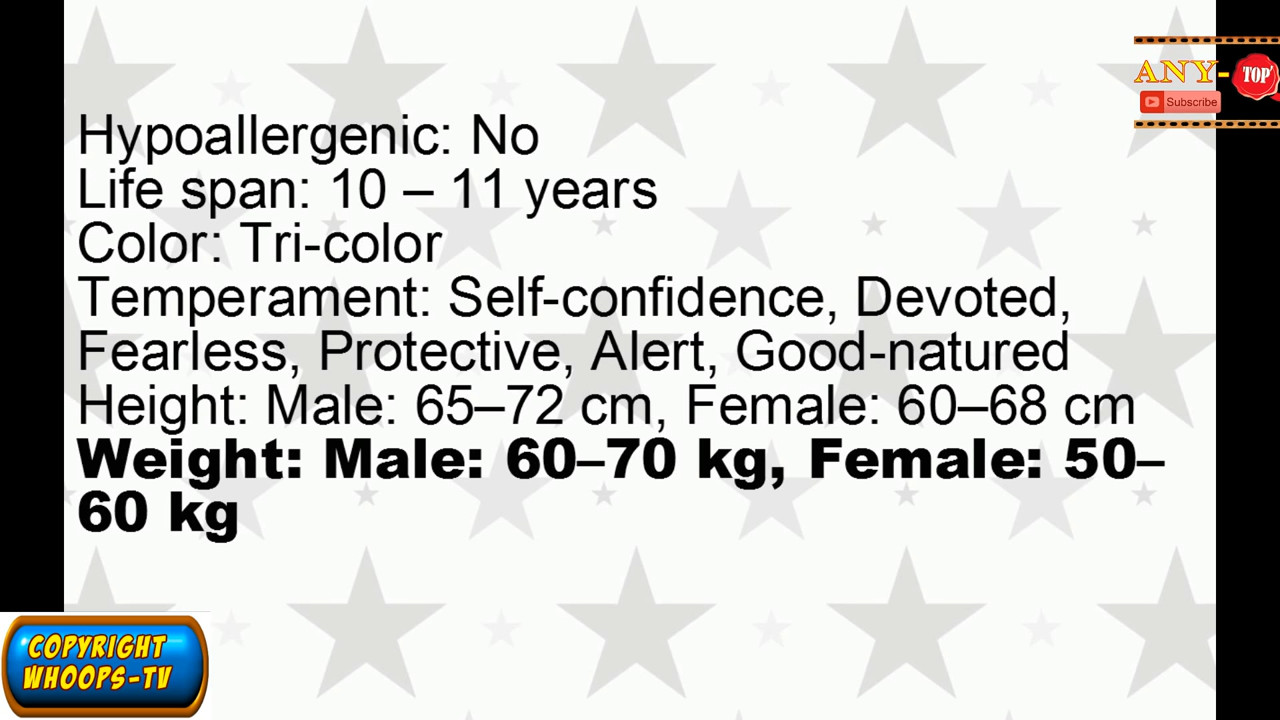 ANY-TOP
Subscribe
Hypoallergenic: No
Life span: 10 – 11 years
Color: Tri-color
Temperament: Self-confidence, Devoted,
Fearless, Protective, Alert, Good-natured
Height: Male: 65–72 cm, Female: 60–68 cm
Weight: Male: 60–70 kg, Female: 50–
60 kg
COPYRIGHT
WHOOPS-TV